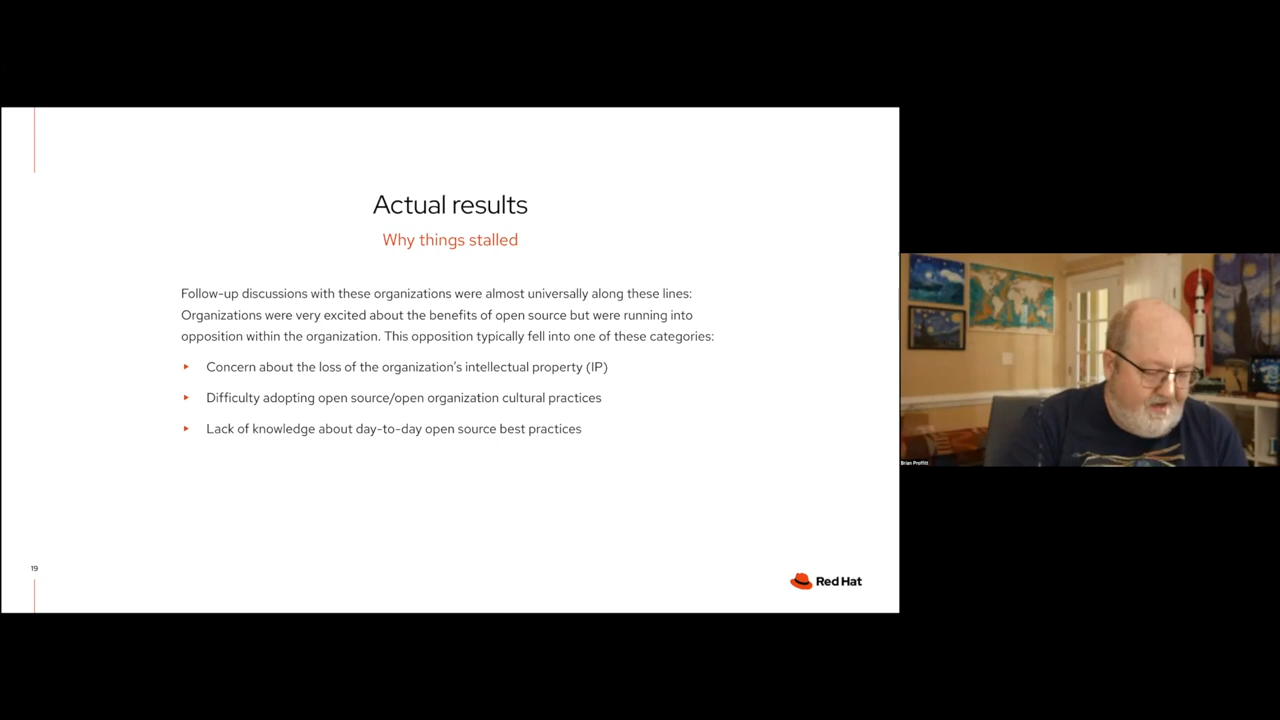 Actual results
Why things stalled
Follow-up discussions with these organizations were almost universally along these lines:
Organizations were very excited about the benefits of open source but were running into
opposition within the organization. This opposition typically fell into one of these categories:
Concern about the loss of the organization's intellectual property (IP)
Difficulty adopting open source/open organization cultural practices
Lack of knowledge about day-to-day open source best practices
19
Red Hat
Brian Proffitt